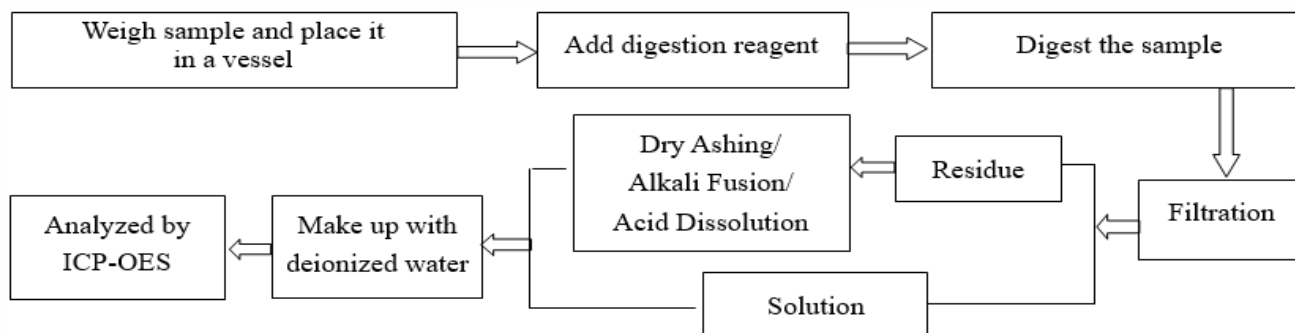 Weigh sample and place it
in a vessel
Add digestion reagent
Digest the sample
Filtration
Residue
Dry Ashing/
Alkali Fusion/
Acid Dissolution
Solution
Make up with
deionized water
Analyzed by
ICP-OES